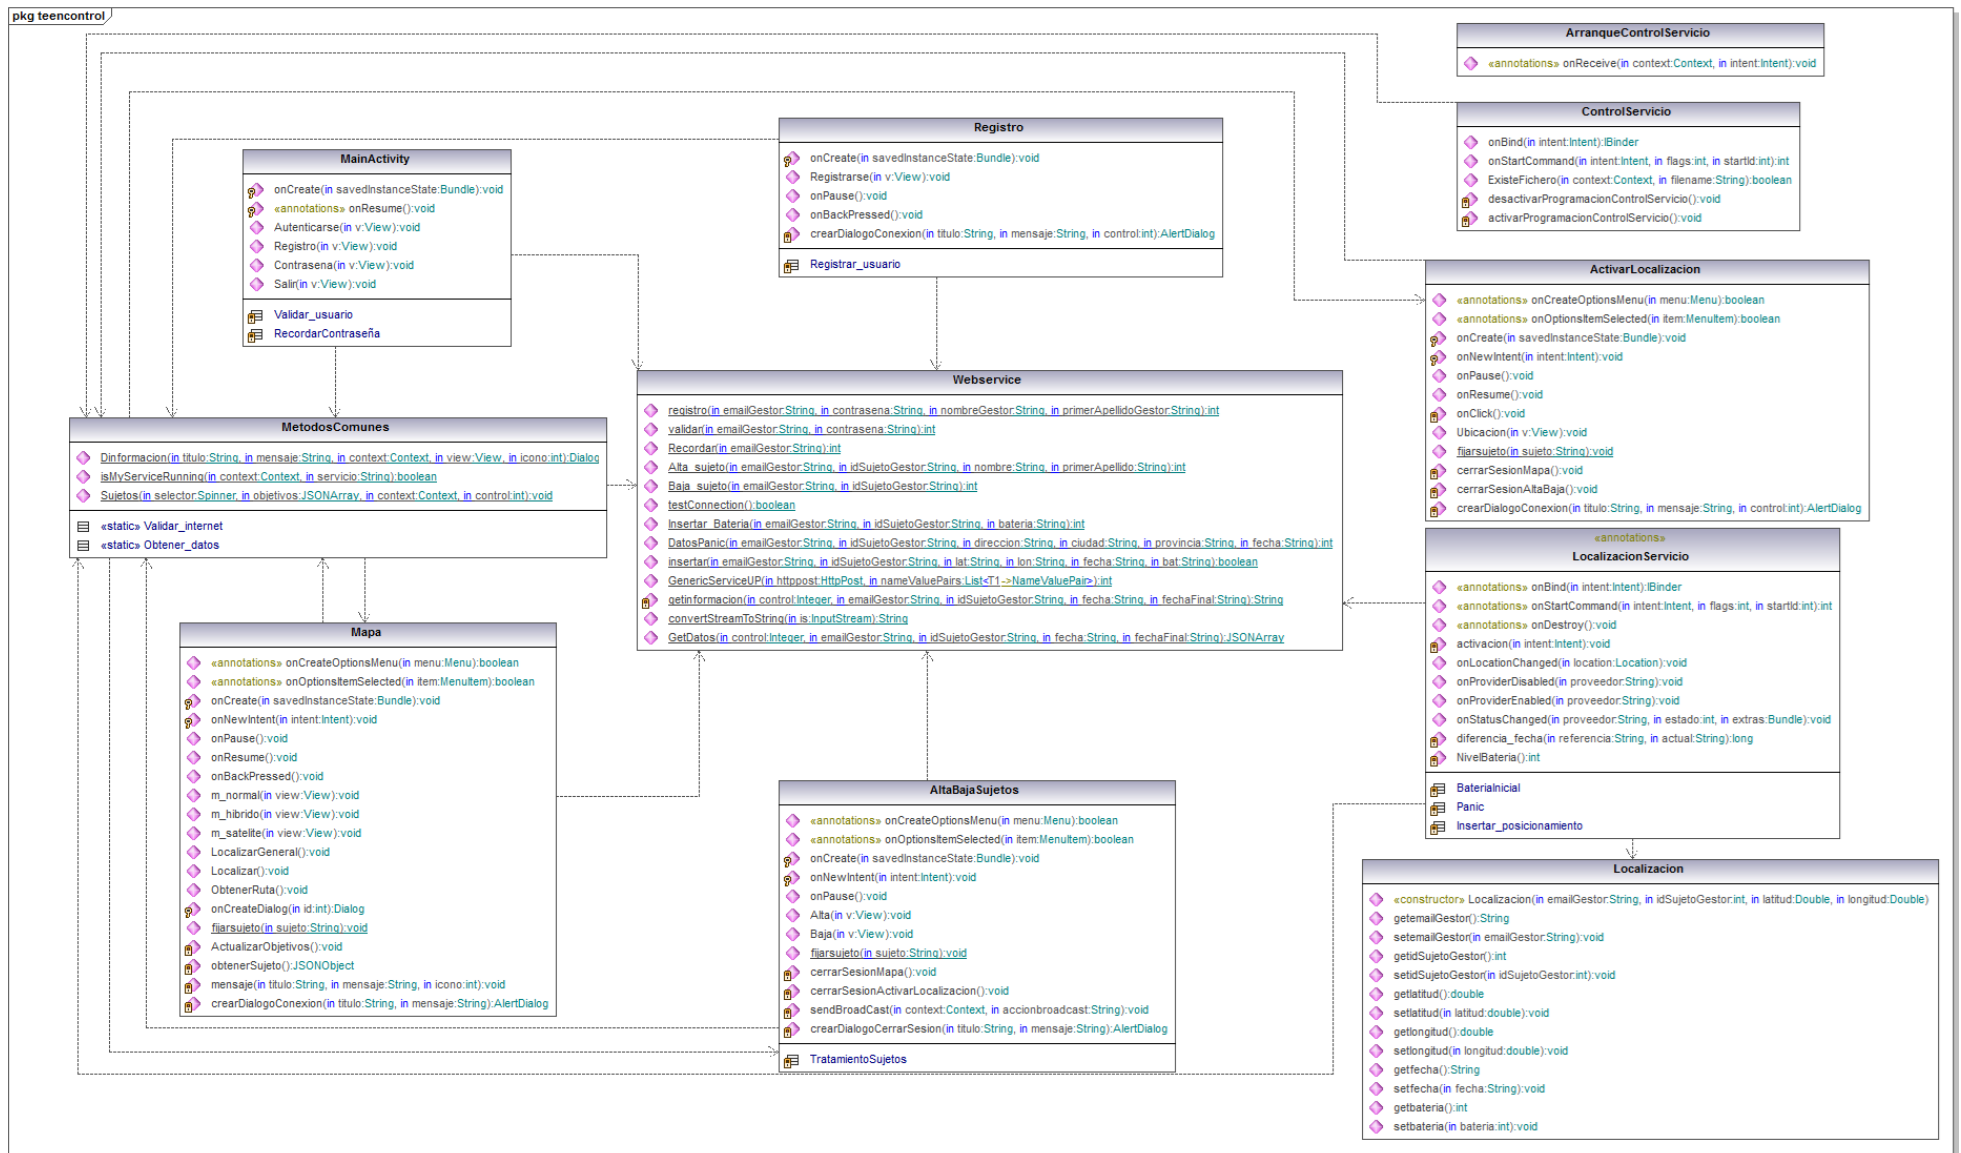 pkg teencontrol
ArranqueControlServicio
«annotations» onReceive(in context:Context, in intent:Intent):void
ControlServicio
onBind(in intent:Intent):IBinder
onStartCommand(in intent:Intent, in flags:int, in startId:int):int
ExisteFichero(in context:Context, in filename:String):boolean
desactivarProgramacionControlServicio():void
activarProgramacionControlServicio():void
Registro
onCreate(in savedInstanceState:Bundle):void
Registrarse(in v:View):void
onPause():void
onBackPressed():void
crearDialogoConexion(in titulo:String, in mensaje:String, in control:int):AlertDialog
Registrar_usuario
MainActivity
onCreate(in savedInstanceState:Bundle):void
«annotations» onResume():void
Autenticarse(in v:View):void
Registro(in v:View):void
Contrasena(in v:View):void
Salir(in v:View):void
Validar_usuario
RecordarContraseña
ActivarLocalizacion
«annotations» onCreateOptionsMenu(in menu:Menu):boolean
«annotations» onOptionsItemSelected(in item:MenuItem):boolean
onCreate(in savedInstanceState:Bundle):void
onNewIntent(in intent:Intent):void
onPause():void
onResume():void
onClick():void
Ubicacion(in v:View):void
fijarsujeto(in sujeto:String):void
cerrarSesionMapa():void
cerrarSesionAltaBaja():void
crearDialogoConexion(in titulo:String, in mensaje:String, in control:int):AlertDialog
Webservice
registro(in emailGestor:String, in contrasena:String, in nombreGestor:String, in primerApellidoGestor:String):int
validar(in emailGestor:String, in contrasena:String):int
Recordar(in emailGestor:String):int
Alta_sujeto(in emailGestor:String, in idSujetoGestor:String, in nombre:String, in primerApellido:String):int
Baja_sujeto(in emailGestor:String, in idSujetoGestor:String):int
testConnection():boolean
Insertar_Bateria(in emailGestor:String, in idSujetoGestor:String, in bateria:String):int
DatosPanic(in emailGestor:String, in idSujetoGestor:String, in direccion:String, in ciudad:String, in provincia:String, in fecha:String):int
insertar(in emailGestor:String, in idSujetoGestor:String, in lat:String, in lon:String, in fecha:String, in bat:String):boolean
GenericServiceUP(in httppost:HttpPost, in nameValuePairs:List<T1->NameValuePair>):int
getinformacion(in control:Integer, in emailGestor:String, in idSujetoGestor:String, in fecha:String, in fechaFinal:String):String
convertStreamToString(in is:InputStream):String
GetDatos(in control:Integer, in emailGestor:String, in idSujetoGestor:String, in fecha:String, in fechaFinal:String):JSONArray
MetodosComunes
Dinformacion(in titulo:String, in mensaje:String, in context:Context, in view:View, in icono:int):Dialog
isMyServiceRunning(in context:Context, in servicio:String):boolean
Sujetos(in selector:Spinner, in objetivos:JSONArray, in context:Context, in control:int):void
«static» Validar_internet
«static» Obtener_datos
«annotations»
LocalizacionServicio
«annotations» onBind(in intent:Intent):IBinder
«annotations» onStartCommand(in intent:Intent, in flags:int, in startId:int):int
«annotations» onDestroy():void
activacion(in intent:Intent):void
onLocationChanged(in location:Location):void
onProviderDisabled(in proveedor:String):void
onProviderEnabled(in proveedor:String):void
onStatusChanged(in proveedor:String, in estado:int, in extras:Bundle):void
diferencia_fecha(in referencia:String, in actual:String):long
NivelBateria():int
BateriaInicial
Panic
Insertar_posicionamiento
Mapa
«annotations» onCreateOptionsMenu(in menu:Menu):boolean
«annotations» onOptionsItemSelected(in item:MenuItem):boolean
onCreate(in savedInstanceState:Bundle):void
onNewIntent(in intent:Intent):void
onPause():void
onResume():void
onBackPressed():void
m_normal(in view:View):void
m_hibrido(in view:View):void
m_satelite(in view:View):void
LocalizarGeneral():void
Localizar():void
ObtenerRuta():void
onCreateDialog(in id:int):Dialog
fijarsujeto(in sujeto:String):void
ActualizarObjetivos():void
obtenerSujeto():JSONObject
mensaje(in titulo:String, in mensaje:String, in icono:int):void
crearDialogoConexion(in titulo:String, in mensaje:String):AlertDialog
AltaBajaSujetos
«annotations» onCreateOptionsMenu(in menu:Menu):boolean
«annotations» onOptionsItemSelected(in item:MenuItem):boolean
onCreate(in savedInstanceState:Bundle):void
onNewIntent(in intent:Intent):void
onPause():void
Alta(in v:View):void
Baja(in v:View):void
fijarsujeto(in sujeto:String):void
cerrarSesionMapa():void
cerrarSesionActivarLocalizacion():void
sendBroadCast(in context:Context, in accionbroadcast:String):void
crearDialogoCerrarSesion(in titulo:String, in mensaje:String):AlertDialog
TratamientoSujetos
Localizacion
«constructor» Localizacion(in emailGestor:String, in idSujetoGestor:int, in latitud:Double, in longitud:Double)
getemailGestor():String
setemailGestor(in emailGestor:String):void
getidSujetoGestor():int
setidSujetoGestor(in idSujetoGestor:int):void
getlatitud():double
setlatitud(in latitud:double):void
getlongitud():double
setlongitud(in longitud:double):void
getfecha():String
setfecha(in fecha:String):void
getbateria():int
setbateria(in bateria:int):void